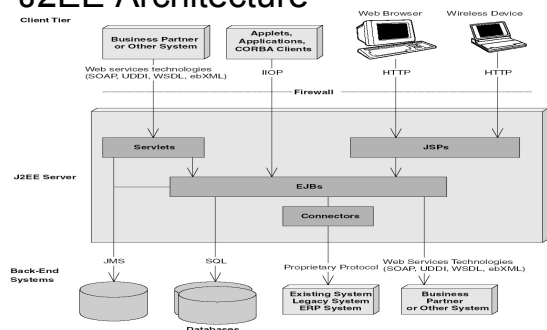 J2EE Architecture
Client Tier
Web Browser
Wireless Device
Business Partner
or Other System
Applets,
Applications,
CORBA Clients
Web services technologies
(SOAP, UDDI, WSDL, ebXML)
IIOP
HTTP
HTTP
Firewall
Servlets
JSPs
J2EE Server
EJBs
Connectors
JMS
SQL
Proprietary Protocol
Web Services Technologies
(SOAP, UDDI, WSDL, ebXML)
Back-End
Systems
Existing System
Legacy System
ERP System
Business
Partner
or Other System
Databases